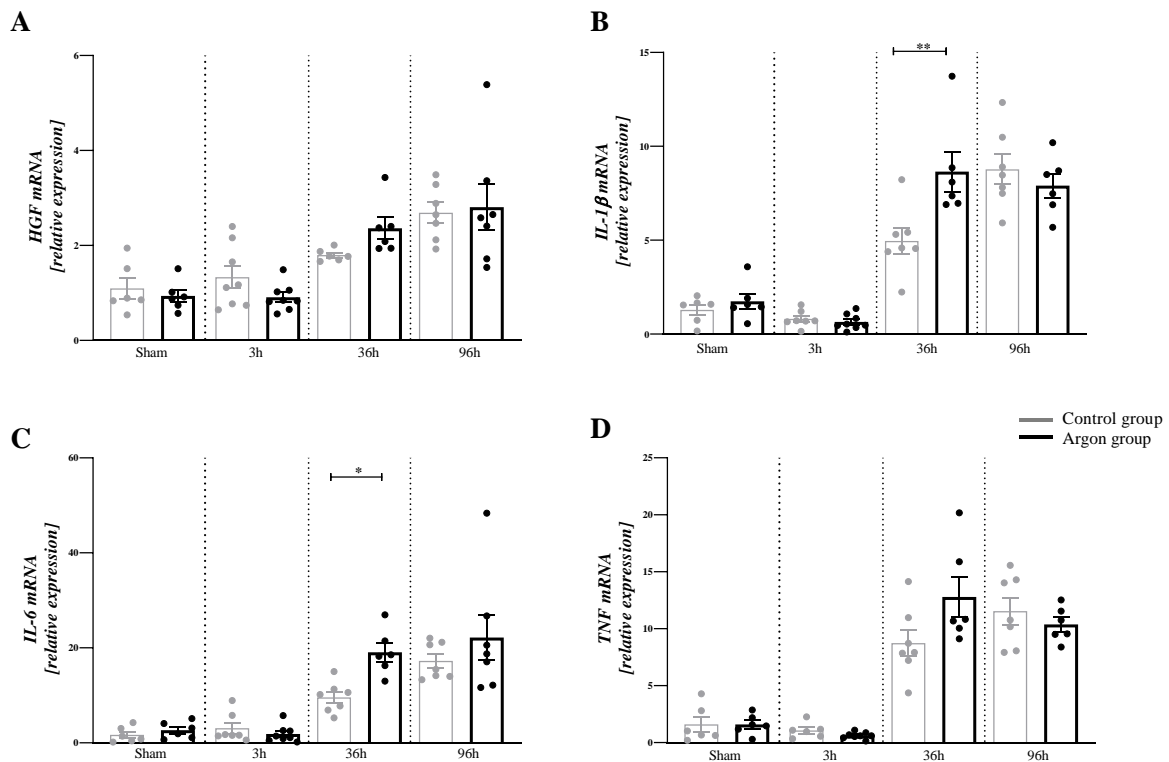 A
HGF mRNA
[relative expression]
6
4
2
0
Sham 3h 36h 96h
B
IL-1β mRNA
[relative expression]
15
10
5
0
**
Sham 3h 36h 96h
C
IL-6 mRNA
[relative expression]
60
40
20
0
*
Sham 3h 36h 96h
Control group
Argon group
D
TNF mRNA
[relative expression]
25
20
15
10
5
0
Sham 3h 36h 96h